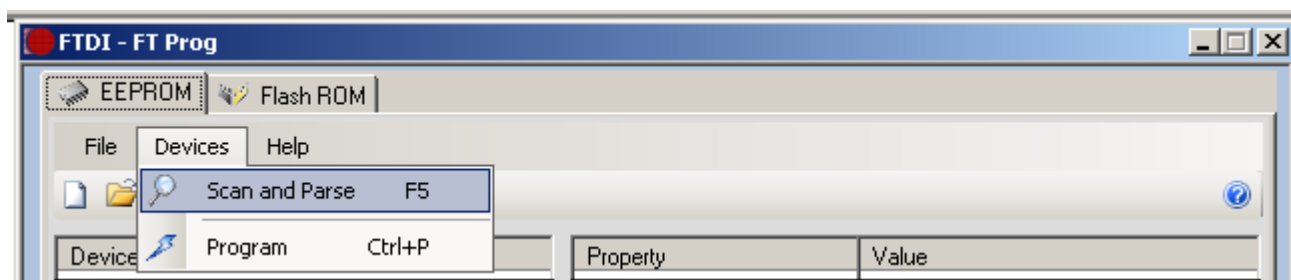 FTDI - FT Prog
EEPROM Flash ROM
File Devices Help
Scan and Parse F5
Program Ctrl+P
Device Property Value